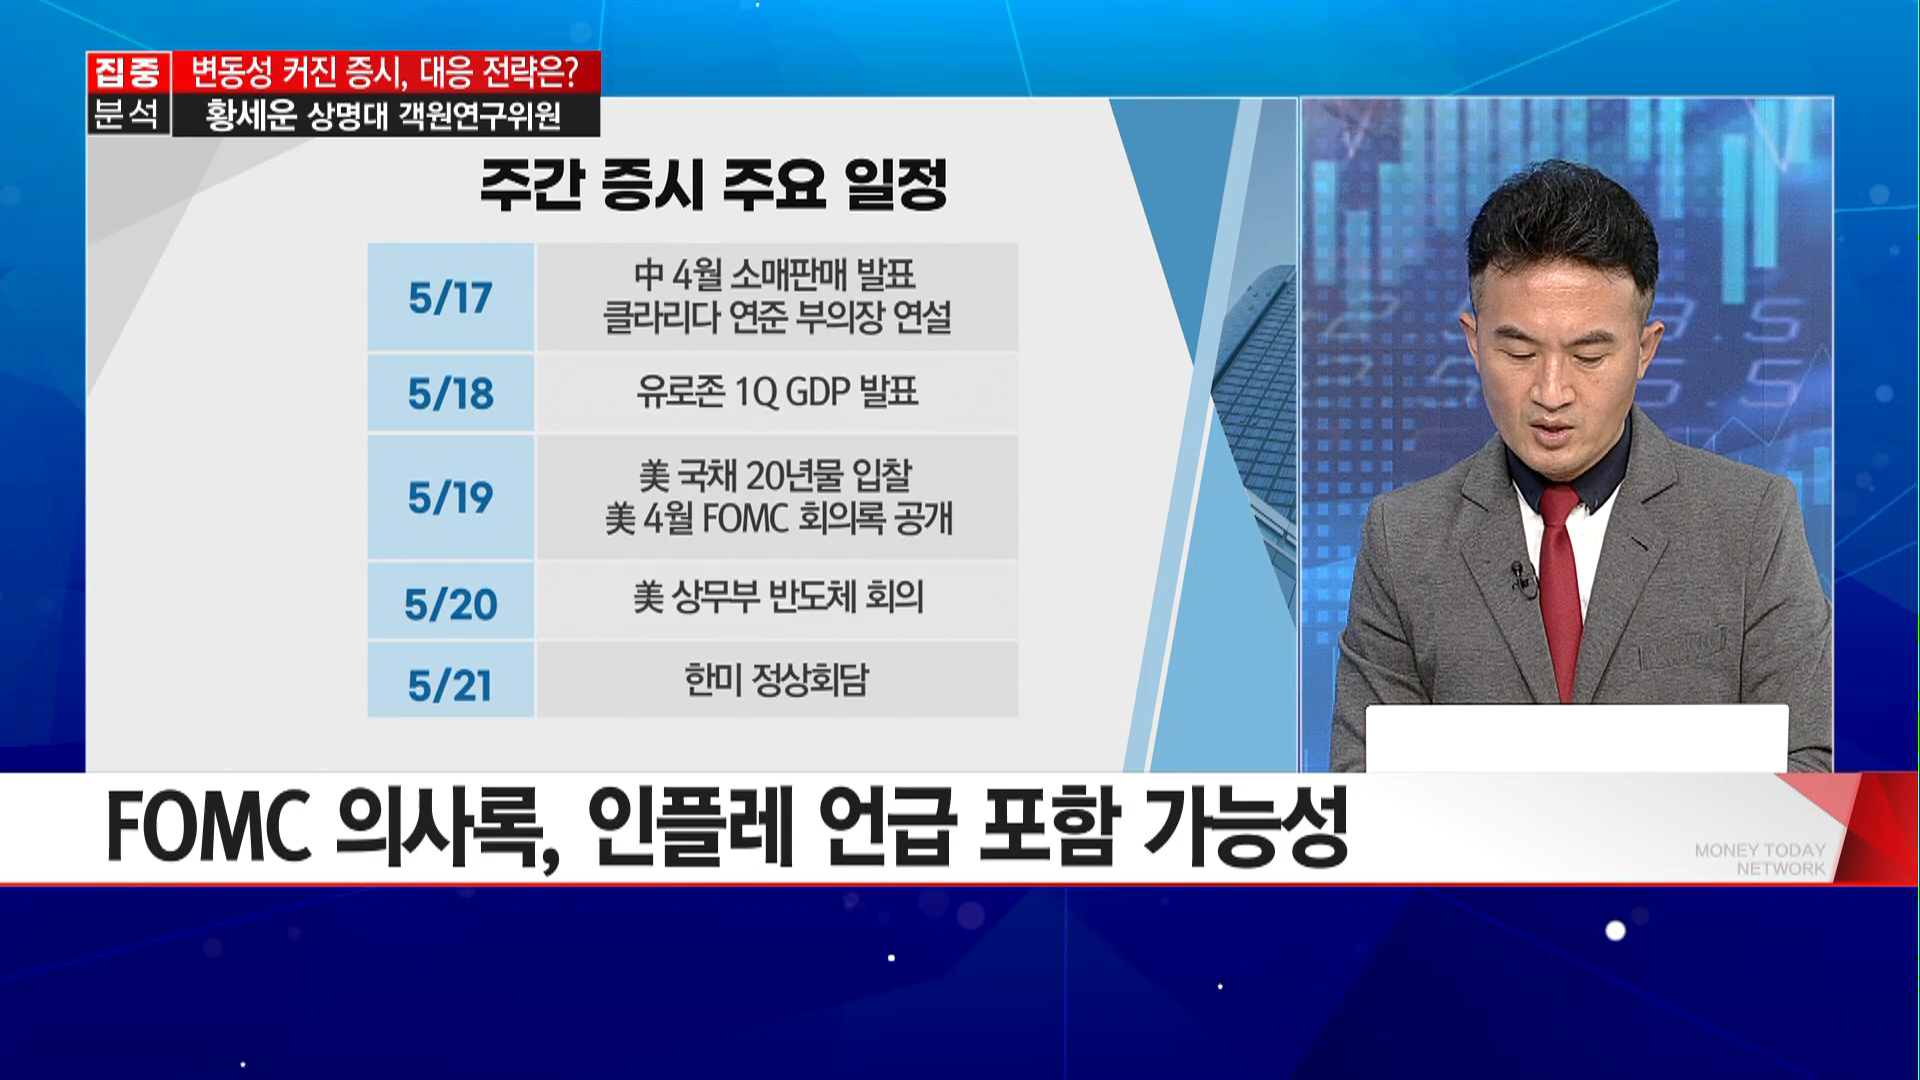 집중 변동성 커진 증시, 대응 전략은?
분석 황세운 상명대 객원연구위원
주간 증시 주요 일정
5/17
中 4월 소매판매 발표
클라리다 연준 부의장 연설
5/18
유로존 1Q GDP 발표
5/19
美 국채 20년물 입찰
美 4월 FOMC 회의록 공개
5/20
美 상무부 반도체 회의
5/21
한미 정상회담
FOMC 의사록, 인플레 언급 포함 가능성
MONEY TODAY
NETWORK